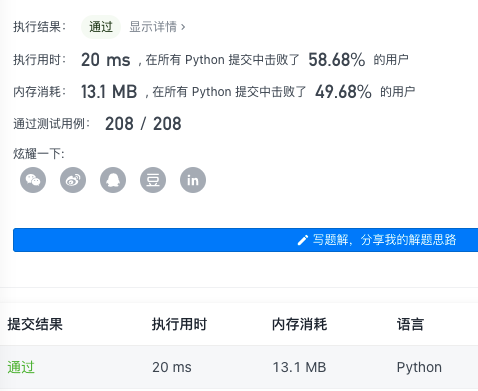 执行结果： 通过 显示详情 >
执行用时： 20 ms , 在所有 Python 提交中击败了 58.68% 的用户
内存消耗： 13.1 MB , 在所有 Python 提交中击败了 49.68% 的用户
通过测试用例： 208 / 208
炫耀一下:
豆 in
写题解，分享我的解题思路
提交结果 执行用时 内存消耗 语言
通过 20 ms 13.1 MB Python